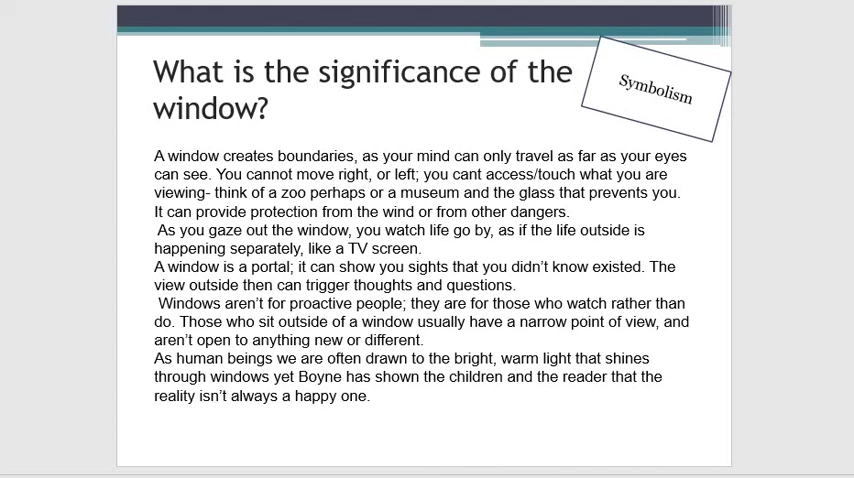 What is the significance of the
window?
Symbolism
A window creates boundaries, as your mind can only travel as far as your eyes
can see. You cannot move right, or left; you cant access/touch what you are
viewing- think of a zoo perhaps or a museum and the glass that prevents you.
It can provide protection from the wind or from other dangers.
As you gaze out the window, you watch life go by, as if the life outside is
happening separately, like a TV screen.
A window is a portal; it can show you sights that you didn’t know existed. The
view outside then can trigger thoughts and questions.
Windows aren’t for proactive people; they are for those who watch rather than
do. Those who sit outside of a window usually have a narrow point of view, and
aren’t open to anything new or different.
As human beings we are often drawn to the bright, warm light that shines
through windows yet Boyne has shown the children and the reader that the
reality isn’t always a happy one.